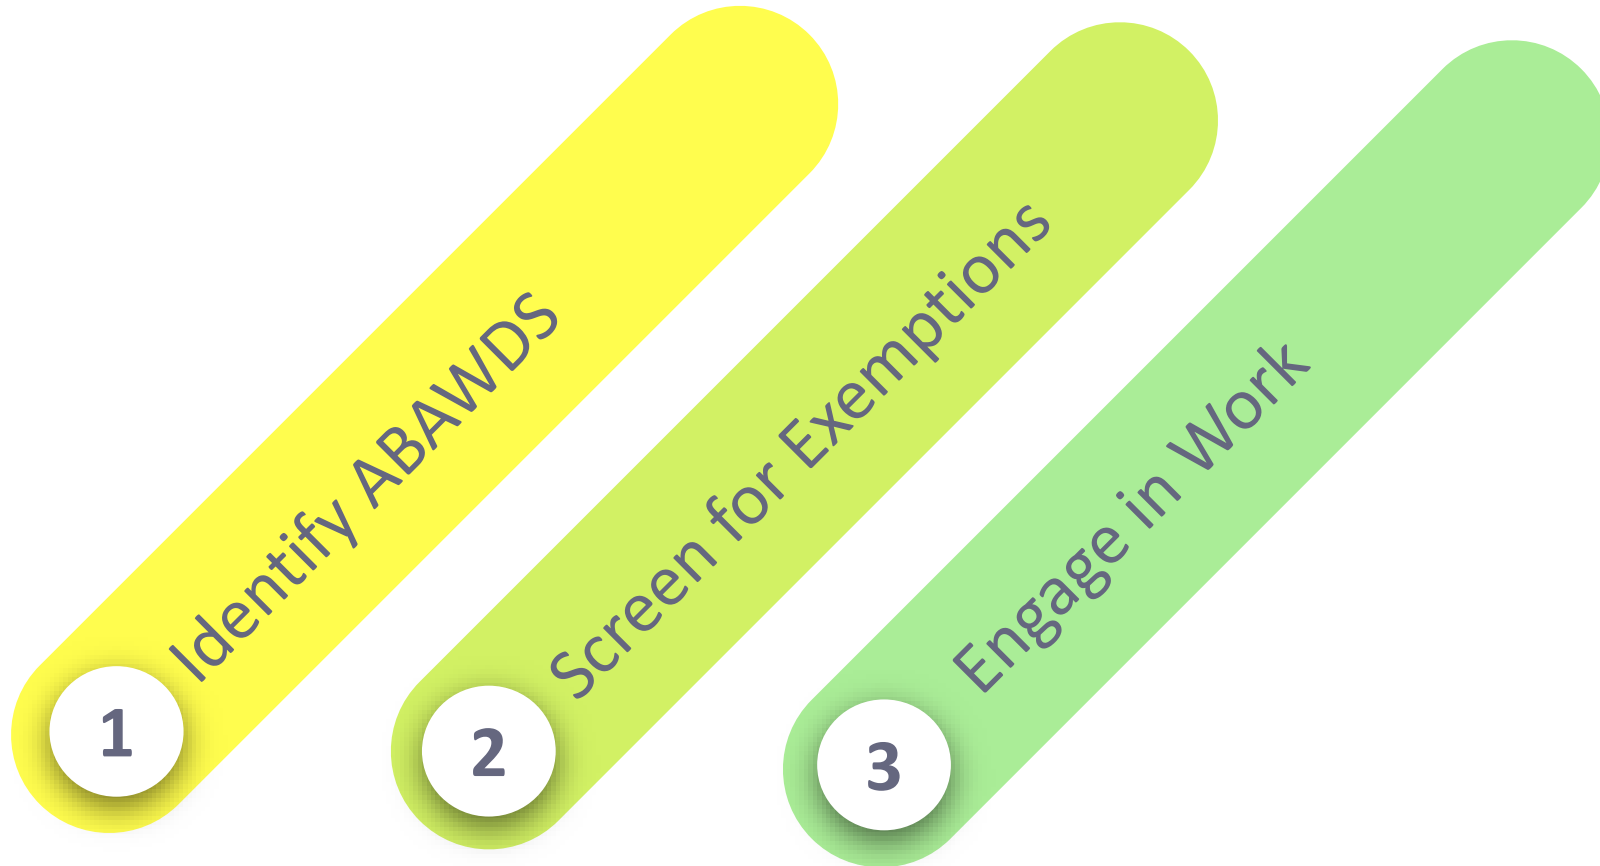 1
Identify ABAWDS
2
Screen for Exemptions
3
Engage in Work